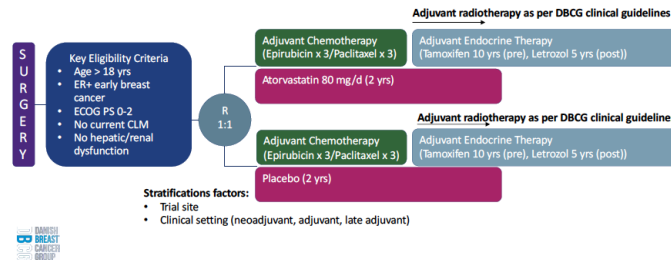 Adjuvant radiotherapy as per DBCG clinical guidelines
SURGERY
Key Eligibility Criteria
• Age > 18 yrs
• ER+ early breast
cancer
• ECOG PS 0-2
• No current CLM
• No hepatic/renal
dysfunction
R
1:1
Adjuvant Chemotherapy
(Epirubicin x 3/Paclitaxel x 3)
Adjuvant Endocrine Therapy
(Tamoxifen 10 yrs (pre), Letrozol 5 yrs (post))
Atorvastatin 80 mg/d (2 yrs)
Adjuvant radiotherapy as per DBCG clinical guideline
Adjuvant Chemotherapy
(Epirubicin x 3/Paclitaxel x 3)
Adjuvant Endocrine Therapy
(Tamoxifen 10 yrs (pre), Letrozol 5 yrs (post))
Placebo (2 yrs)
Stratifications factors:
• Trial site
• Clinical setting (neoadjuvant, adjuvant, late adjuvant)
DANISH
BREAST
CANCER
GROUP